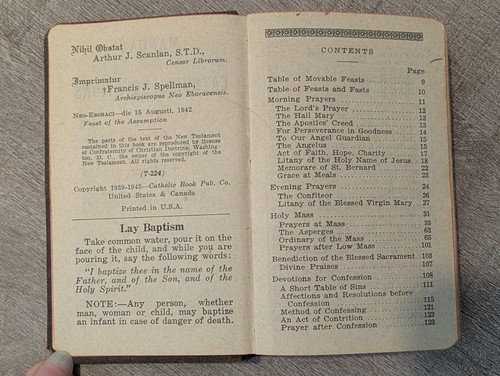 Nihil Obstat
Arthur J. Scanlan, S.T.D.,
Censor Librorum.
Imprimatur
†Francis J. Spellman,
Archiepiscopus Neo Eboracensis.
NEO-EBORACI—die 15 Augusti, 1942
Feast of the Assumption
The parts of the text of the New Testament
contained in this book are reproduced by license
of Confraternity of Christian Doctrine, Washing-
ton, D. C., the owner of the copyright of the
New Testament. All rights reserved.
(T-224)
Copyright 1939-1942—Catholic Book Pub. Co.
United States & Canada
Printed in U.S.A.
Lay Baptism
Take common water, pour it on
the face of the child, and while you are
pouring it, say the following words:
"I baptize thee in the name of the
Father, and of the Son, and of the
Holy Spirit."
NOTE:—Any person, whether
man, woman or child, may baptize
an infant in case of danger of death.
CONTENTS
Page
Table of Movable Feasts 9
Table of Feasts and Fasts 10
Morning Prayers 11
The Lord's Prayer 12
The Hail Mary 13
The Apostles' Creed 13
For Perseverance in Goodness 14
To Our Angel Guardian 15
The Angelus 15
Act of Faith, Hope, Charity 17
Litany of the Holy Name of Jesus 18
Memorare of St. Bernard 22
Grace at Meals 24
Evening Prayers 24
The Confiteor 26
Litany of the Blessed Virgin Mary 27
Holy Mass 31
Prayers at Mass 33
The Asperges 63
Ordinary of the Mass 65
Prayers after Low Mass 101
Benediction of the Blessed Sacrament 103
Divine Praises 107
Devotions for Confession 108
A Short Table of Sins 111
Affections and Resolutions before
Confession 115
Method of Confessing 121
An Act of Contrition 123
Prayer after Confession 123